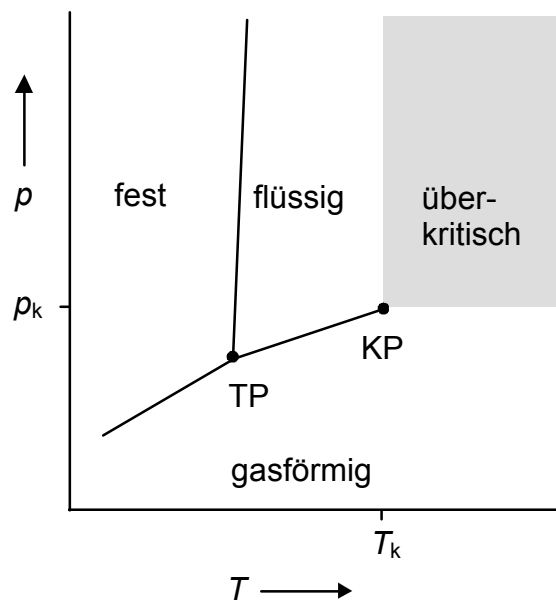 p
fest
flüssig
über-
kritisch
pk
KP
TP
gasförmig
Tk
T